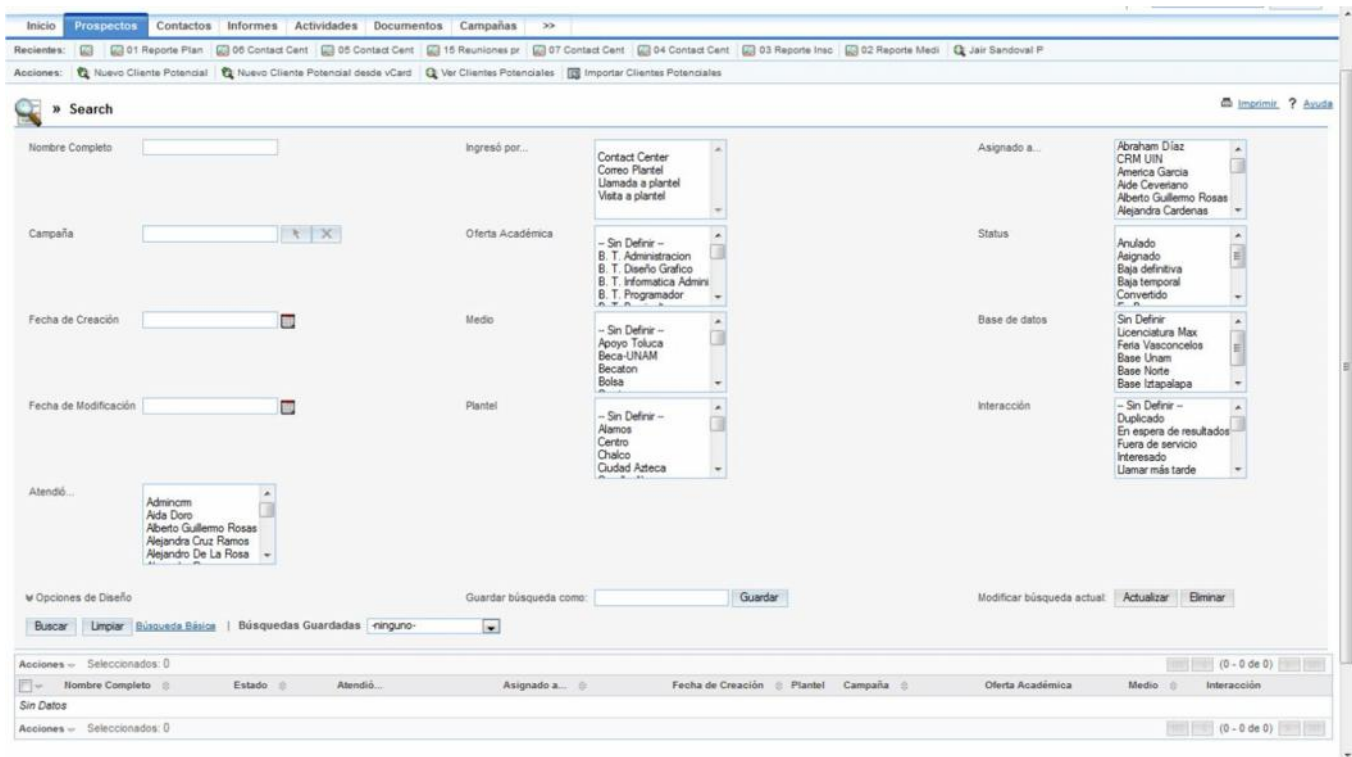 Inicio Prospectos Contactos Informes Actividades Documentos Campañas >>
Recientes: 01 Reporte Plan 06 Contact Cent 05 Contact Cent 15 Reuniones pr 07 Contact Cent 04 Contact Cent 03 Reporte Insc 02 Reporte Medi Jair Sandoval P
Acciones: Nuevo Cliente Potencial Nuevo Cliente Potencial desde vCard Ver Clientes Potenciales Importar Clientes Potenciales
» Search Imprimir ? Ayuda
Nombre Completo Ingresó por... Asignado a...
Contact Center
Correo Plantel
Llamada a plantel
Visita a plantel
Abraham Díaz
CRM UIN
America Garcia
Aide Ceveriano
Alberto Guillermo Rosas
Alejandra Cardenas
Campaña Oferta Académica Status
-- Sin Definir --
B. T. Administracion
B. T. Diseño Grafico
B. T. Informatica Admini
B. T. Programador
Anulado
Asignado
Baja definitiva
Baja temporal
Convertido
Fecha de Creación Medio Base de datos
-- Sin Definir --
Apoyo Toluca
Beca-UNAM
Becaton
Bolsa
Sin Definir
Licenciatura Max
Feria Vasconcelos
Base Unam
Base Norte
Base Iztapalapa
Fecha de Modificación Plantel Interacción
-- Sin Definir --
Alamos
Centro
Chalco
Ciudad Azteca
-- Sin Definir --
Duplicado
En espera de resultados
Fuera de servicio
Interesado
Llamar más tarde
Atendió...
Admincrm
Aida Doro
Alberto Guillermo Rosas
Alejandra Cruz Ramos
Alejandro De La Rosa
Opciones de Diseño Guardar búsqueda como: Guardar Modificar búsqueda actual: Actualizar Eliminar
Buscar Limpiar Búsqueda Básica | Búsquedas Guardadas -ninguno-
Acciones Seleccionados: 0 (0 - 0 de 0)
Nombre Completo Estado Atendió... Asignado a... Fecha de Creación Plantel Campaña Oferta Académica Medio Interacción
Sin Datos
Acciones Seleccionados: 0 (0 - 0 de 0)